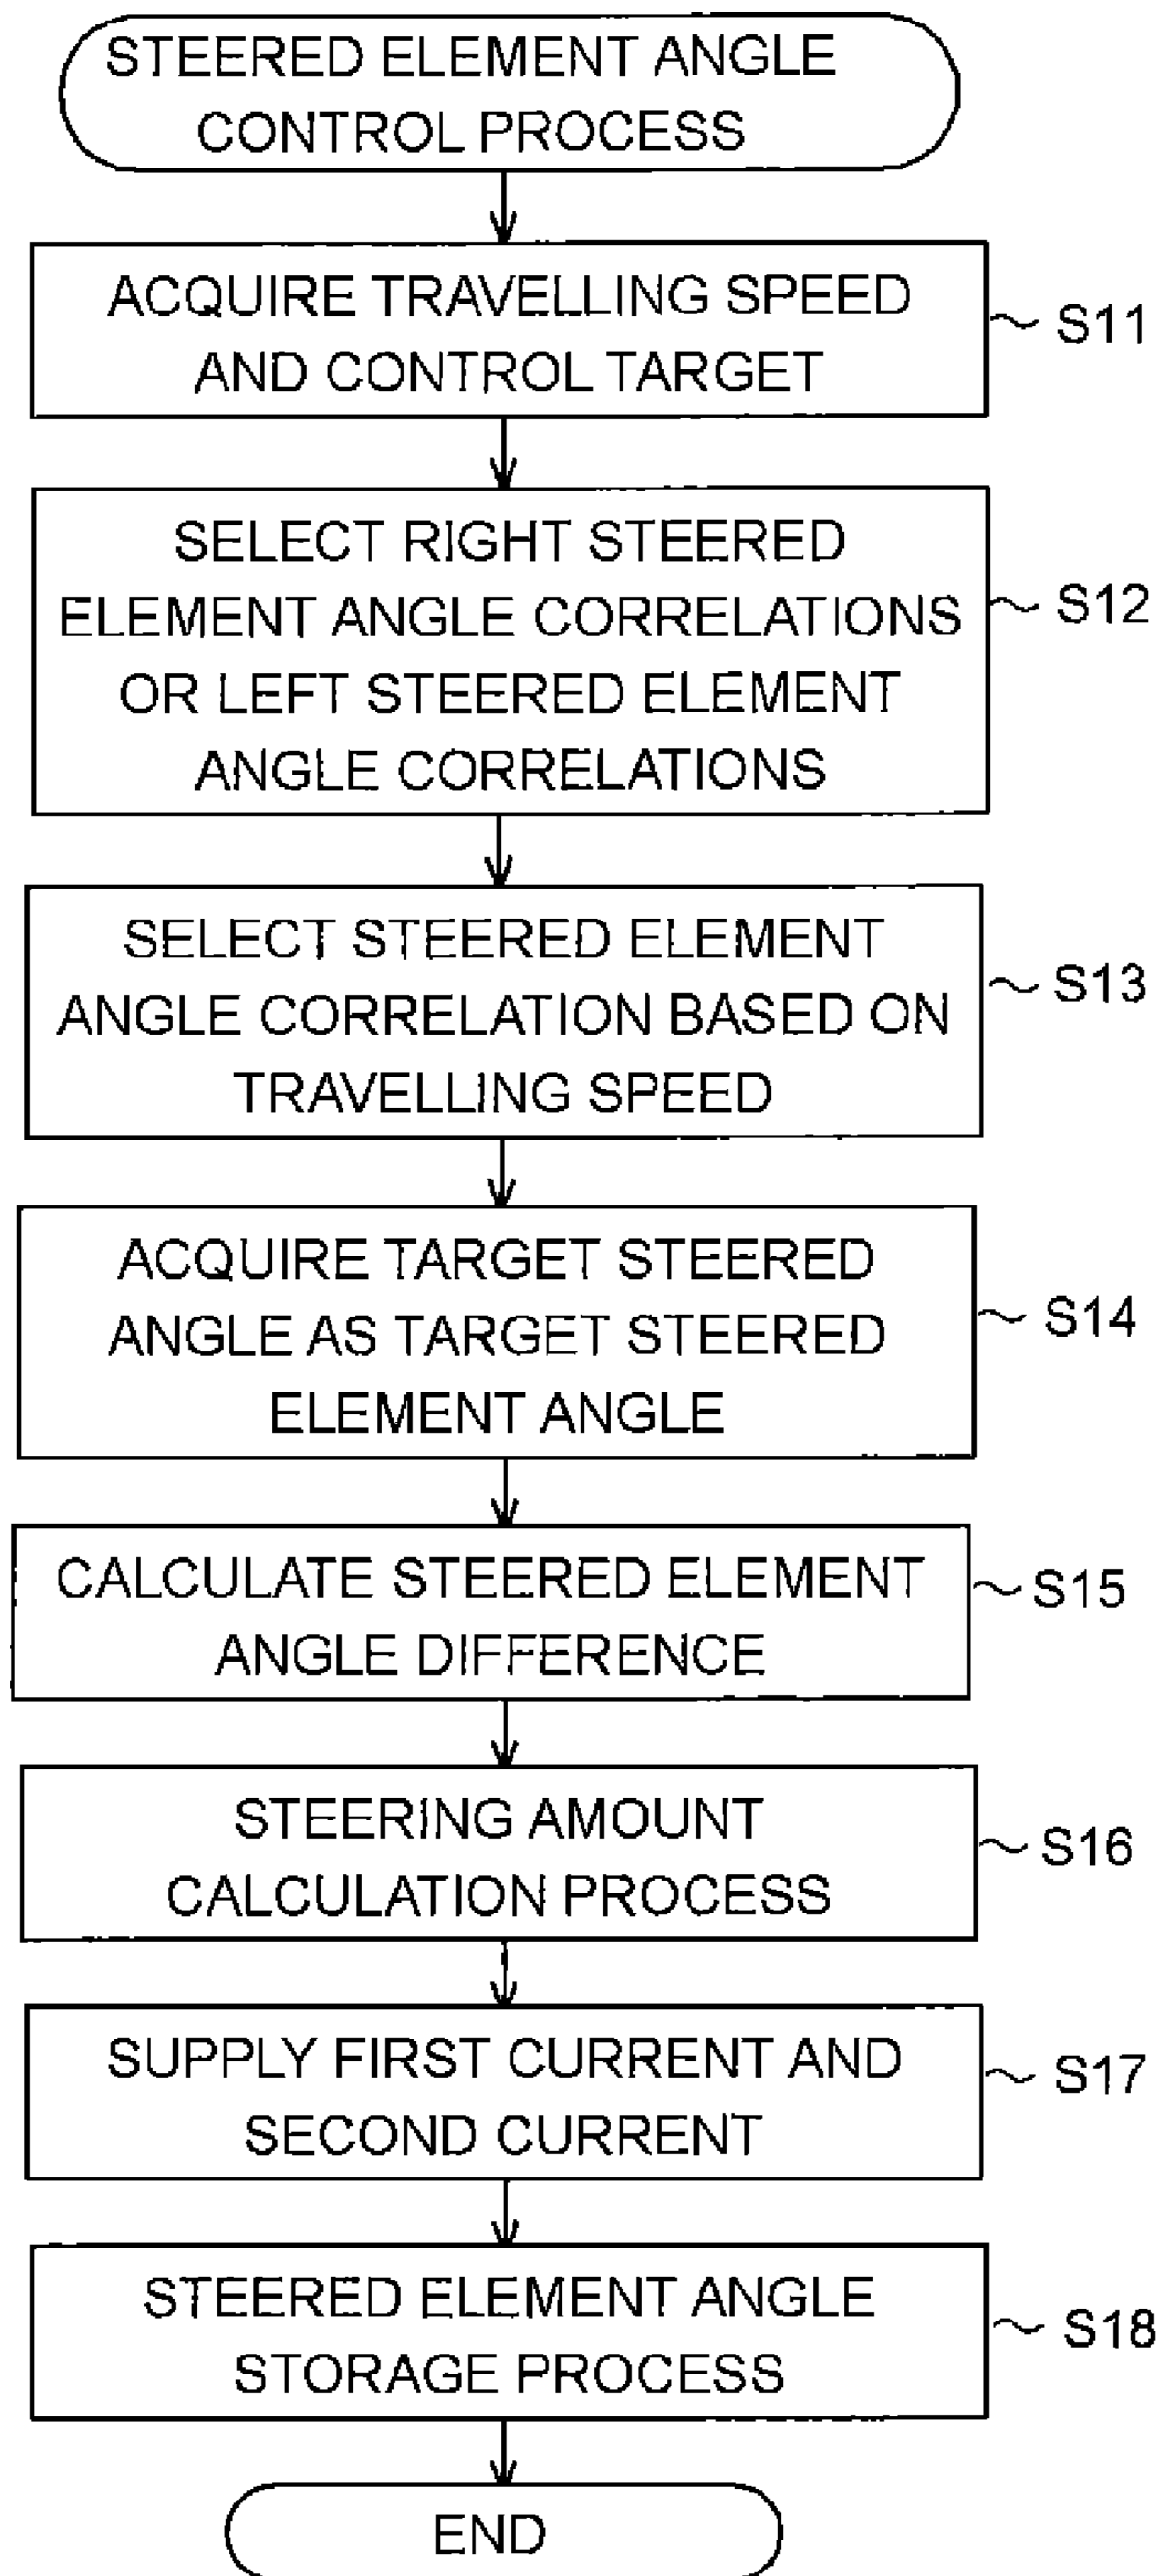 STEERED ELEMENT ANGLE
CONTROL PROCESS
ACQUIRE TRAVELLING SPEED
AND CONTROL TARGET
S11
SELECT RIGHT STEERED
ELEMENT ANGLE CORRELATIONS
OR LEFT STEERED ELEMENT
ANGLE CORRELATIONS
S12
SELECT STEERED ELEMENT
ANGLE CORRELATION BASED ON
TRAVELLING SPEED
S13
ACQUIRE TARGET STEERED
ANGLE AS TARGET STEERED
ELEMENT ANGLE
S14
CALCULATE STEERED ELEMENT
ANGLE DIFFERENCE
S15
STEERING AMOUNT
CALCULATION PROCESS
S16
SUPPLY FIRST CURRENT AND
SECOND CURRENT
S17
STEERED ELEMENT ANGLE
STORAGE PROCESS
S18
END